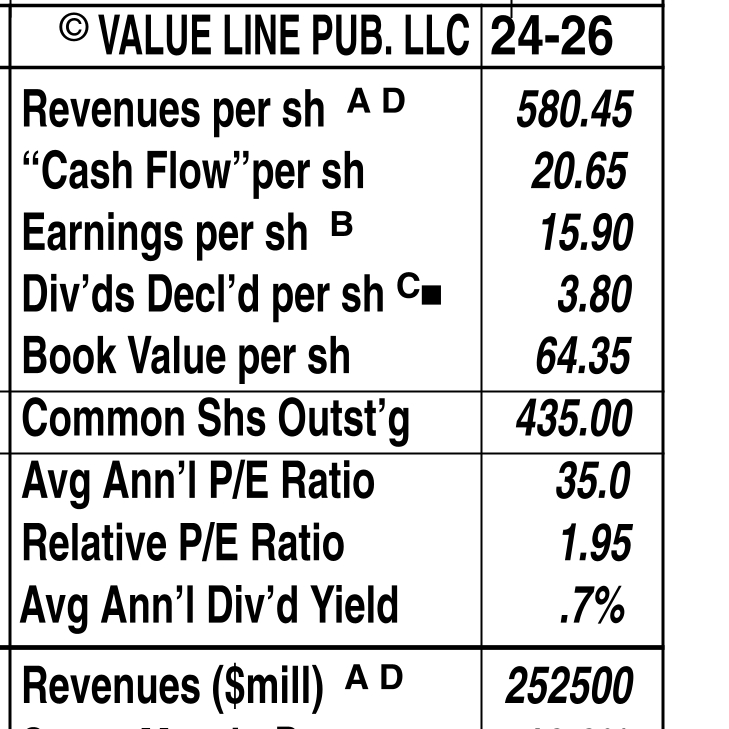 © VALUE LINE PUB. LLC 24-26
Revenues per sh A D 580.45
“Cash Flow”per sh 20.65
Earnings per sh B 15.90
Div’ds Decl’d per sh C■ 3.80
Book Value per sh 64.35
Common Shs Outst’g 435.00
Avg Ann’l P/E Ratio 35.0
Relative P/E Ratio 1.95
Avg Ann’l Div’d Yield .7%
Revenues ($mill) A D 252500